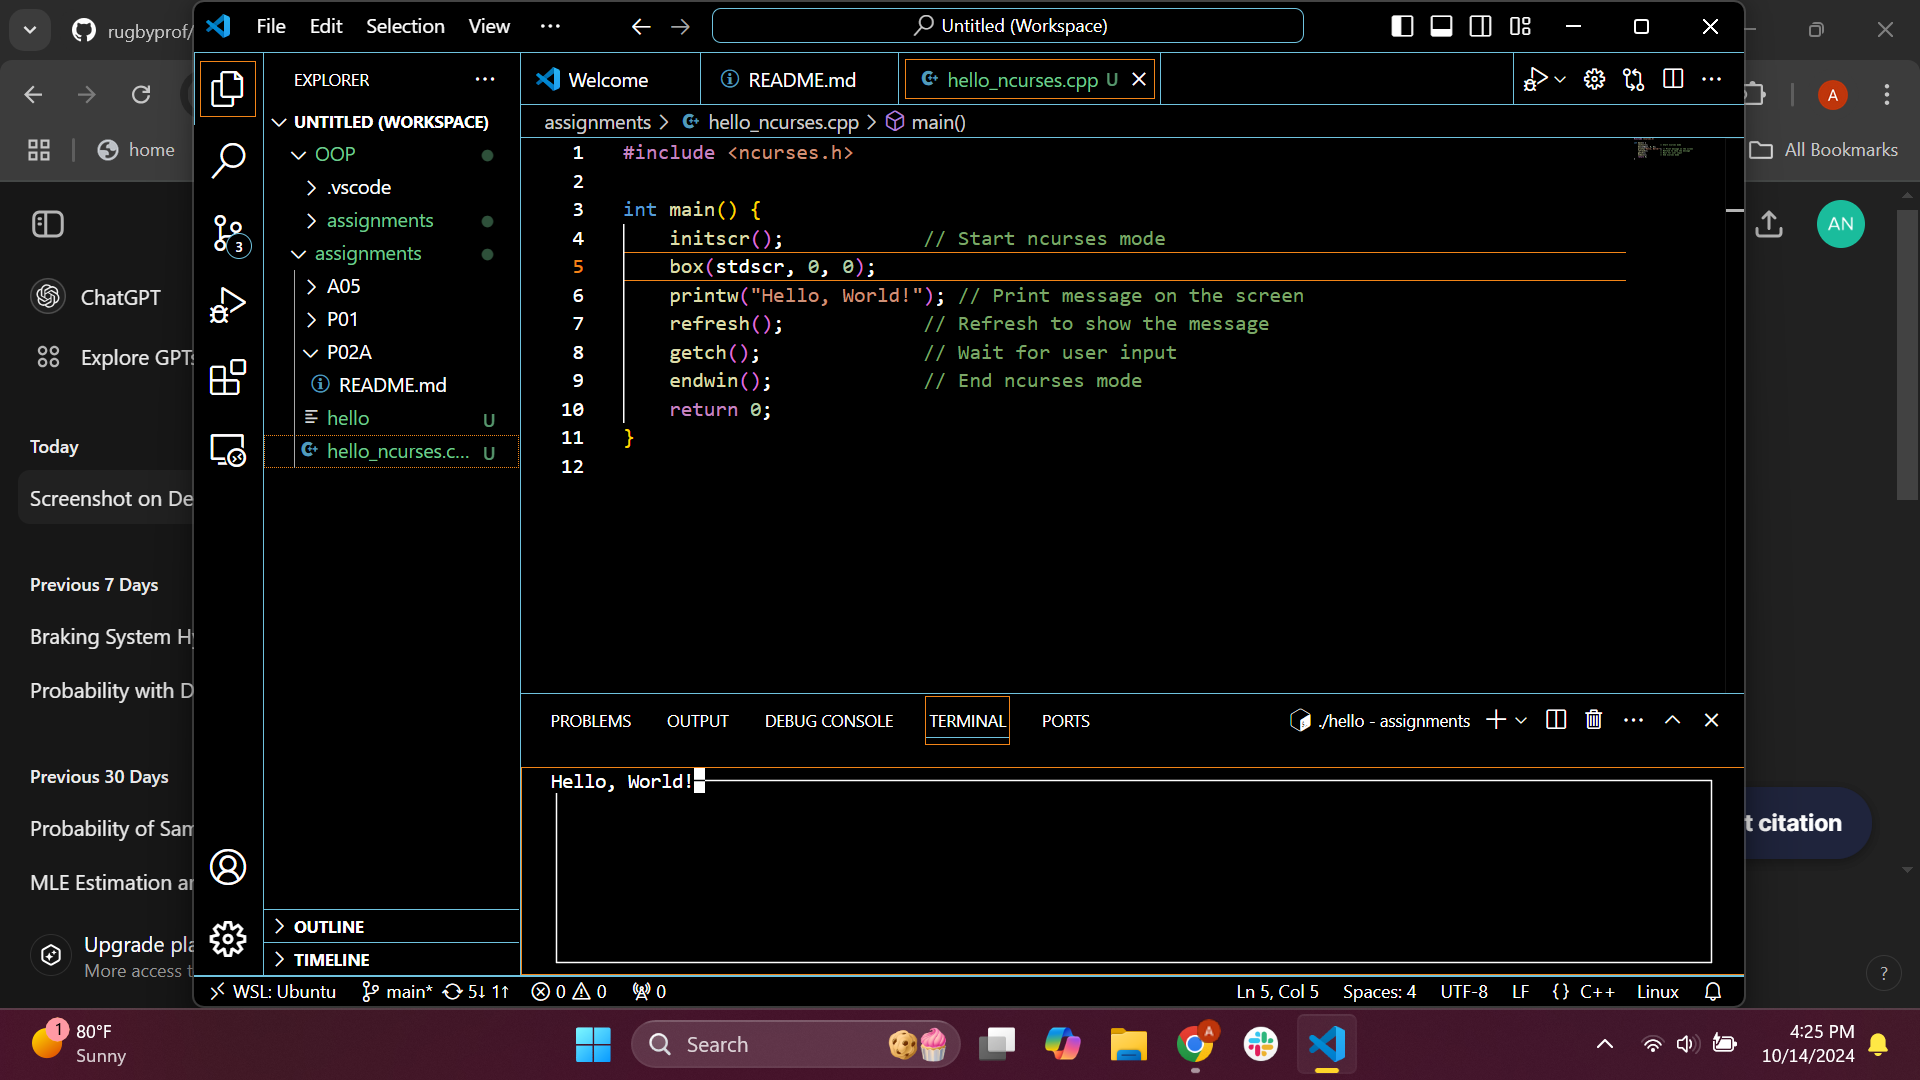 rugbyprof/
File Edit Selection View ···
Untitled (Workspace)
A
home
All Bookmarks
AN
ChatGPT
Explore GPTs
Today
Screenshot on De
Previous 7 Days
Braking System Hy
Probability with D
Previous 30 Days
Probability of Sam
MLE Estimation an
Upgrade pla
More access t
t citation
?
EXPLORER ···
UNTITLED (WORKSPACE)
OOP
.vscode
assignments
assignments
A05
P01
P02A
README.md
hello U
hello_ncurses.c... U
3
OUTLINE
TIMELINE
Welcome
README.md
hello_ncurses.cpp U
assignments > hello_ncurses.cpp > main()
1 #include <ncurses.h>
2
3 int main() {
4 initscr(); // Start ncurses mode
5 box(stdscr, 0, 0);
6 printw("Hello, World!"); // Print message on the screen
7 refresh(); // Refresh to show the message
8 getch(); // Wait for user input
9 endwin(); // End ncurses mode
10 return 0;
11 }
12
PROBLEMS OUTPUT DEBUG CONSOLE TERMINAL PORTS
./hello - assignments
Hello, World!
WSL: Ubuntu main* 5↓ 1↑ 0 0 0
Ln 5, Col 5 Spaces: 4 UTF-8 LF {} C++ Linux
1
80°F
Sunny
Search
A
4:25 PM
10/14/2024